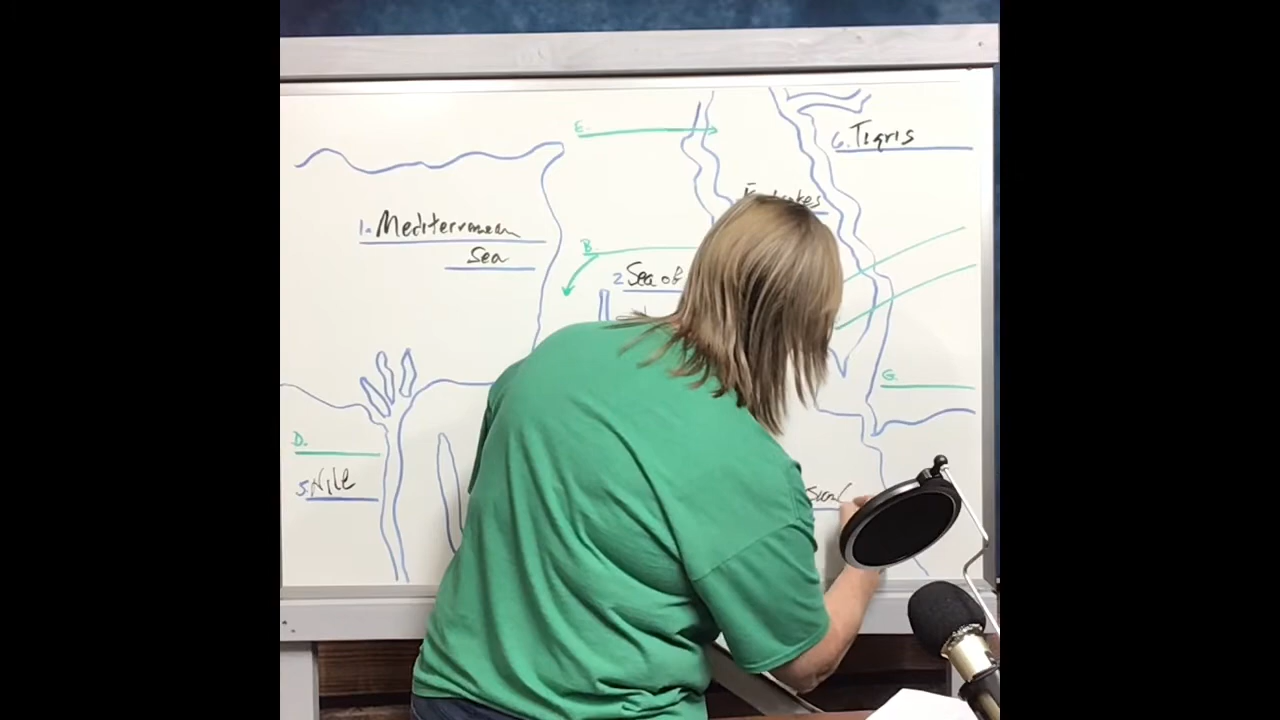 E.
6. Tigris
1. Mediterranean
Sea
B.
2 Sea of
G.
D.
5. Nile